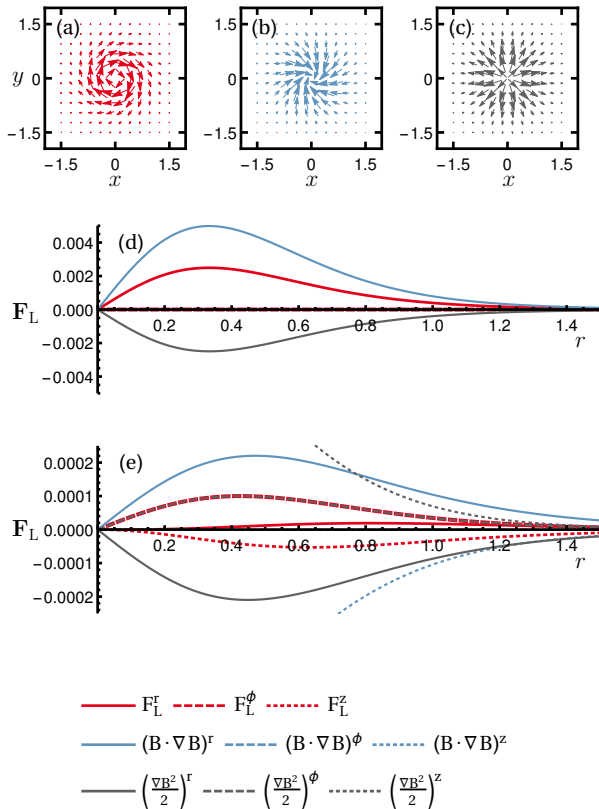 (a) (b) (c)
1.5 1.5 1.5
y 0 0 0
−1.5 −1.5 −1.5
−1.5 0 1.5 −1.5 0 1.5 −1.5 0 1.5
x x x
(d)
0.004
0.002
F_L 0.000
0.2 0.4 0.6 0.8 1.0 1.2 1.4
r
−0.002
−0.004
(e)
0.0002
0.0001
F_L 0.0000
0.2 0.4 0.6 0.8 1.0 1.2 1.4
r
−0.0001
−0.0002
F_L^r F_L^ϕ F_L^z
(B · ∇B)^r (B · ∇B)^ϕ (B · ∇B)^z
(∇B²/2)^r (∇B²/2)^ϕ (∇B²/2)^z